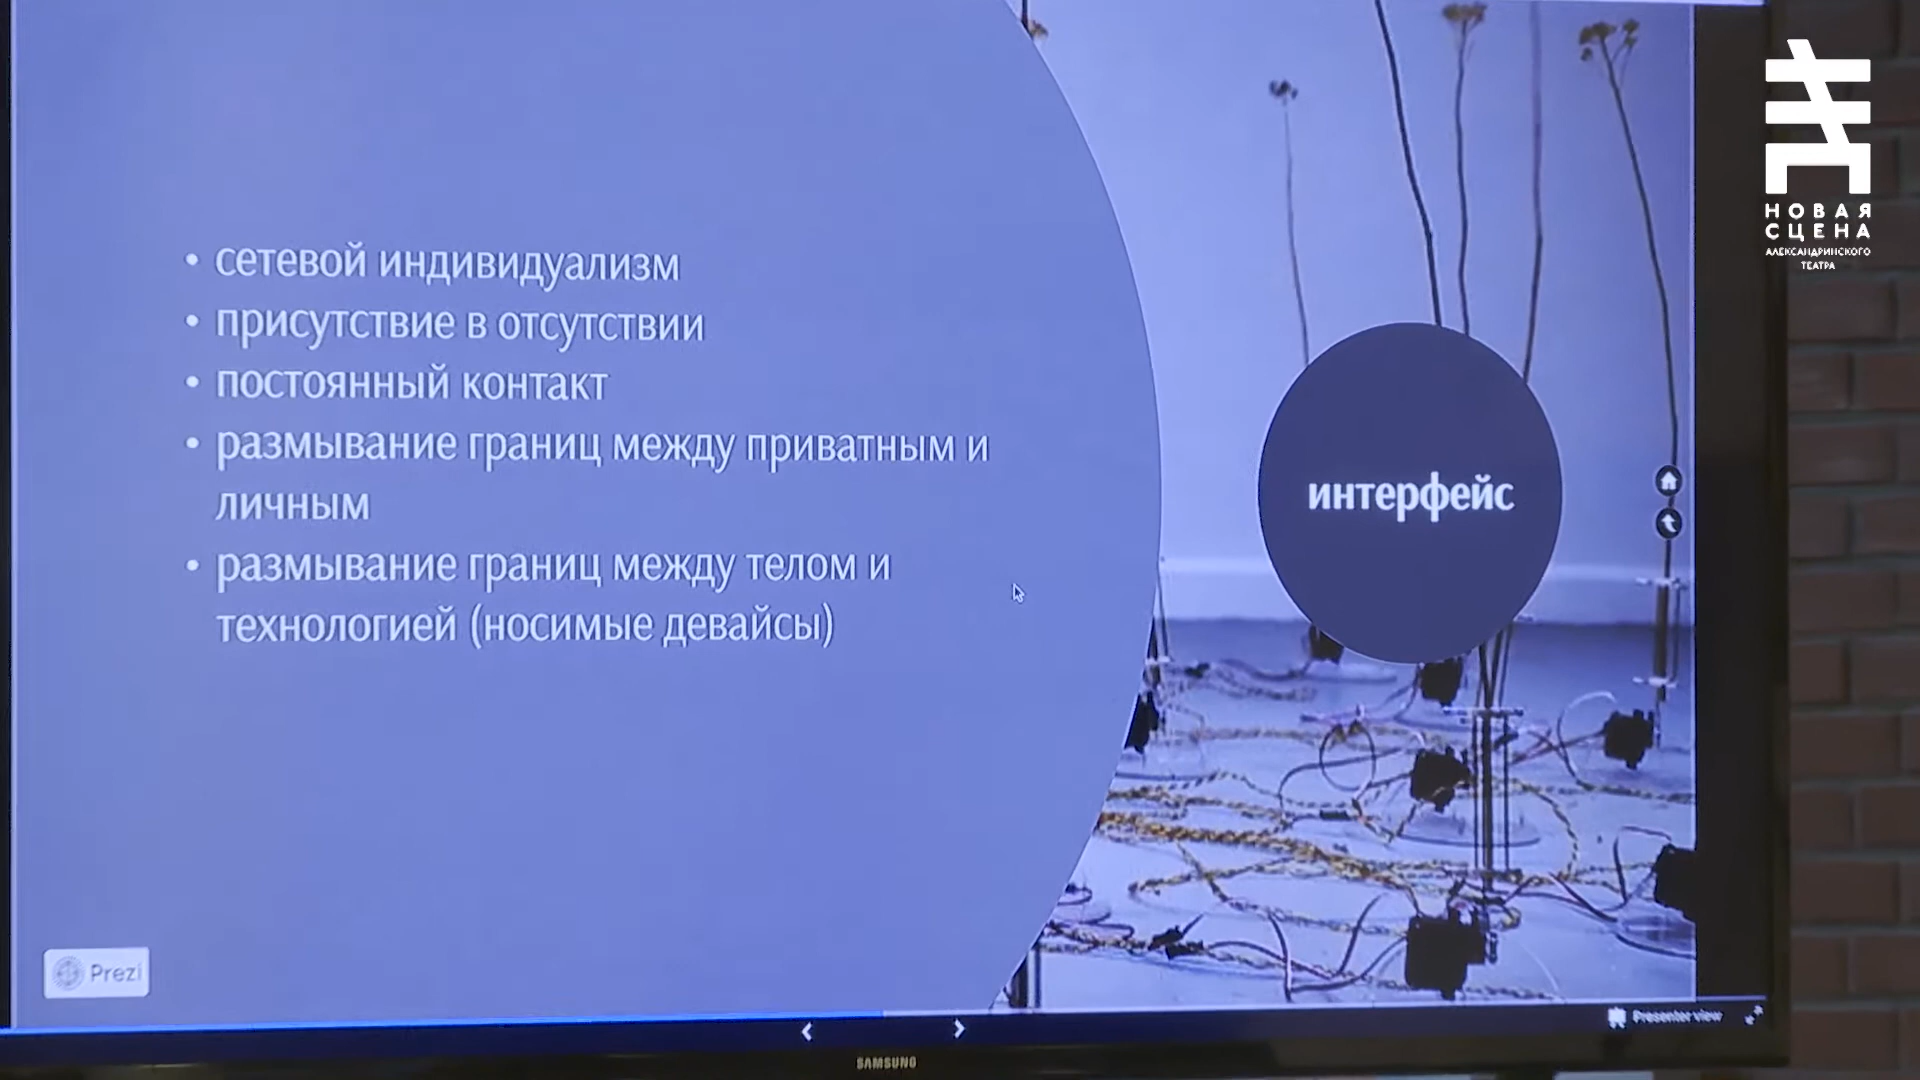 • сетевой индивидуализм
• присутствие в отсутствии
• постоянный контакт
• размывание границ между приватным и
личным
• размывание границ между телом и
технологией (носимые девайсы)
интерфейс
Prezi
Presenter view
SAMSUNG
НОВАЯ
СЦЕНА
АЛЕКСАНДРИНСКОГО
ТЕАТРА